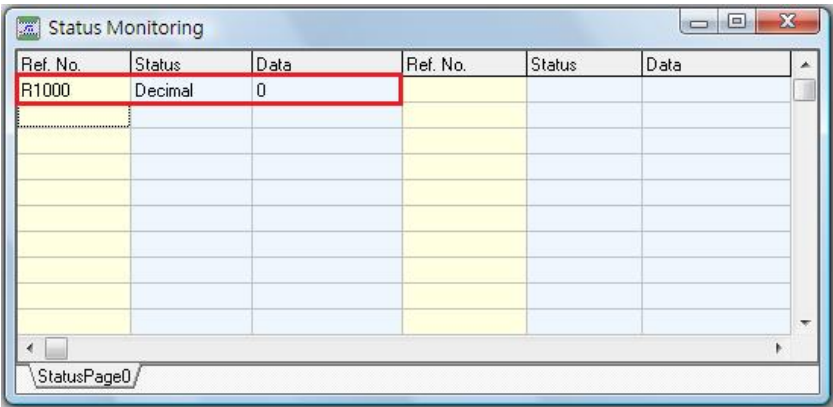 Status Monitoring
Ref. No. Status Data Ref. No. Status Data
R1000 Decimal 0
StatusPage0